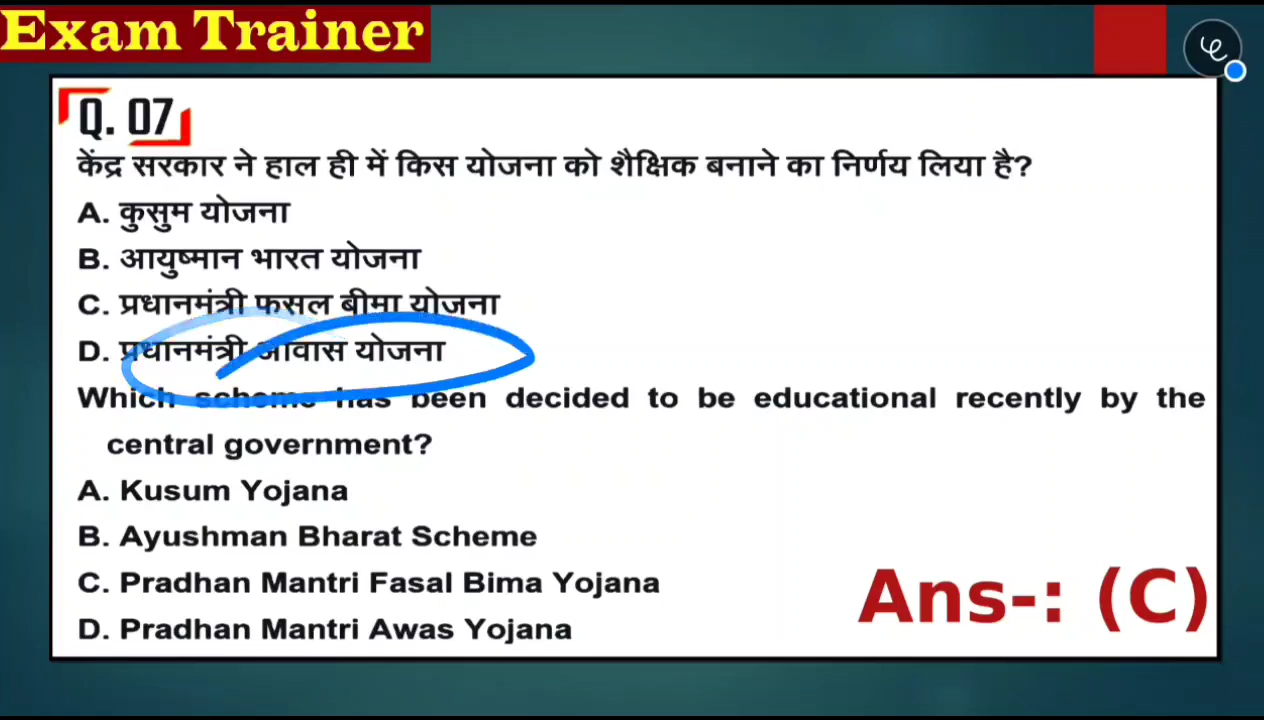 Exam Trainer
Q. 07
केंद्र सरकार ने हाल ही में किस योजना को शैक्षिक बनाने का निर्णय लिया है?
A. कुसुम योजना
B. आयुष्मान भारत योजना
C. प्रधानमंत्री फसल बीमा योजना
D. प्रधानमंत्री आवास योजना
Which scheme has been decided to be educational recently by the
central government?
A. Kusum Yojana
B. Ayushman Bharat Scheme
C. Pradhan Mantri Fasal Bima Yojana
D. Pradhan Mantri Awas Yojana
Ans-: (C)